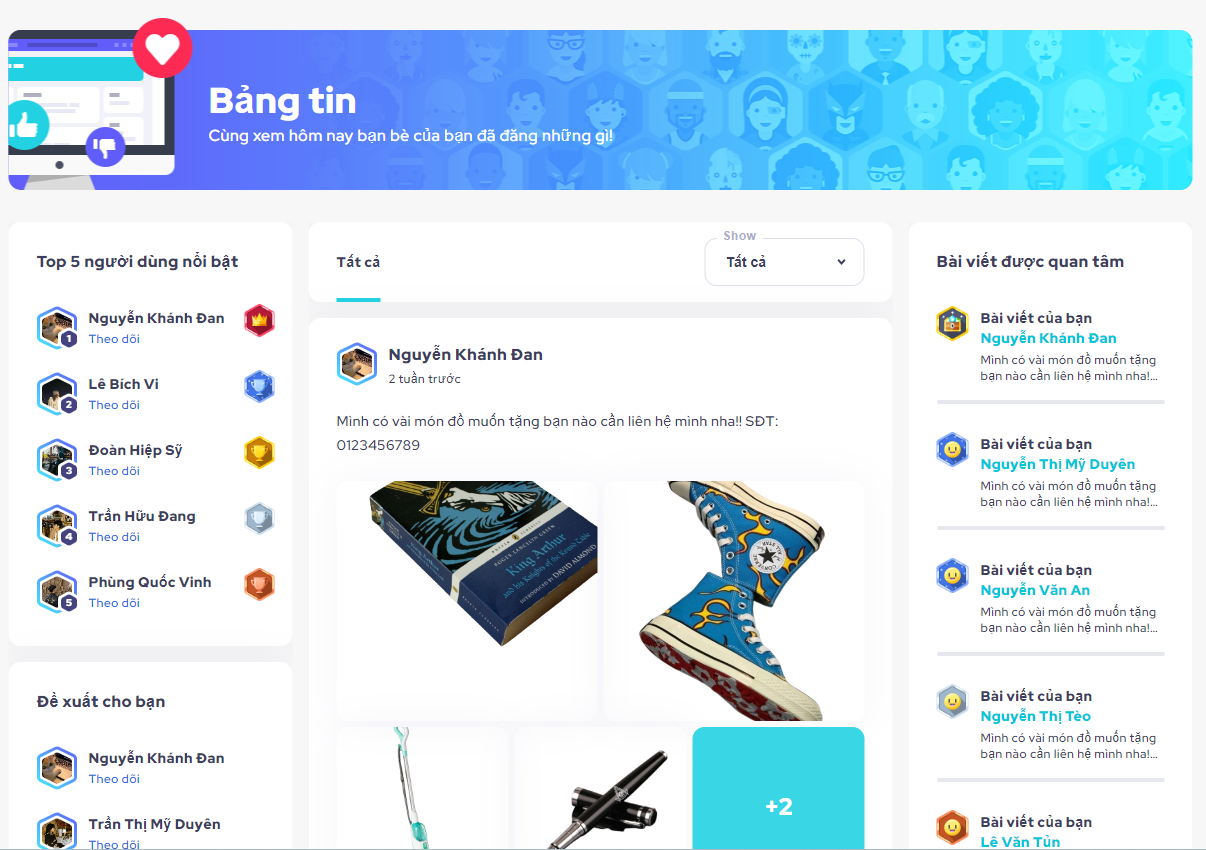 Bảng tin
Cùng xem hôm nay bạn bè của bạn đã đăng những gì!
Top 5 người dùng nổi bật
Nguyễn Khánh Đan
Theo dõi
1
Lê Bích Vi
Theo dõi
2
Đoàn Hiệp Sỹ
Theo dõi
3
Trần Hữu Đang
Theo dõi
4
Phùng Quốc Vinh
Theo dõi
5
Đề xuất cho bạn
Nguyễn Khánh Đan
Theo dõi
Trần Thị Mỹ Duyên
Theo dõi
Tất cả
Show
Tất cả
Nguyễn Khánh Đan
2 tuần trước
Mình có vài món đồ muốn tặng bạn nào cần liên hệ mình nha!! SĐT:
0123456789
ROGER LANCELYN GREEN
King Arthur
and his Knights of the Round Table
INTRODUCED BY DAVID ALMOND
PUFFIN CLASSICS
CONVERSE
ALL STAR
+2
Bài viết được quan tâm
Bài viết của bạn
Nguyễn Khánh Đan
Mình có vài món đồ muốn tặng
bạn nào cần liên hệ mình nha!...
Bài viết của bạn
Nguyễn Thị Mỹ Duyên
Mình có vài món đồ muốn tặng
bạn nào cần liên hệ mình nha!...
Bài viết của bạn
Nguyễn Văn An
Mình có vài món đồ muốn tặng
bạn nào cần liên hệ mình nha!...
Bài viết của bạn
Nguyễn Thị Tèo
Mình có vài món đồ muốn tặng
bạn nào cần liên hệ mình nha!...
Bài viết của bạn
Lê Văn Tủn